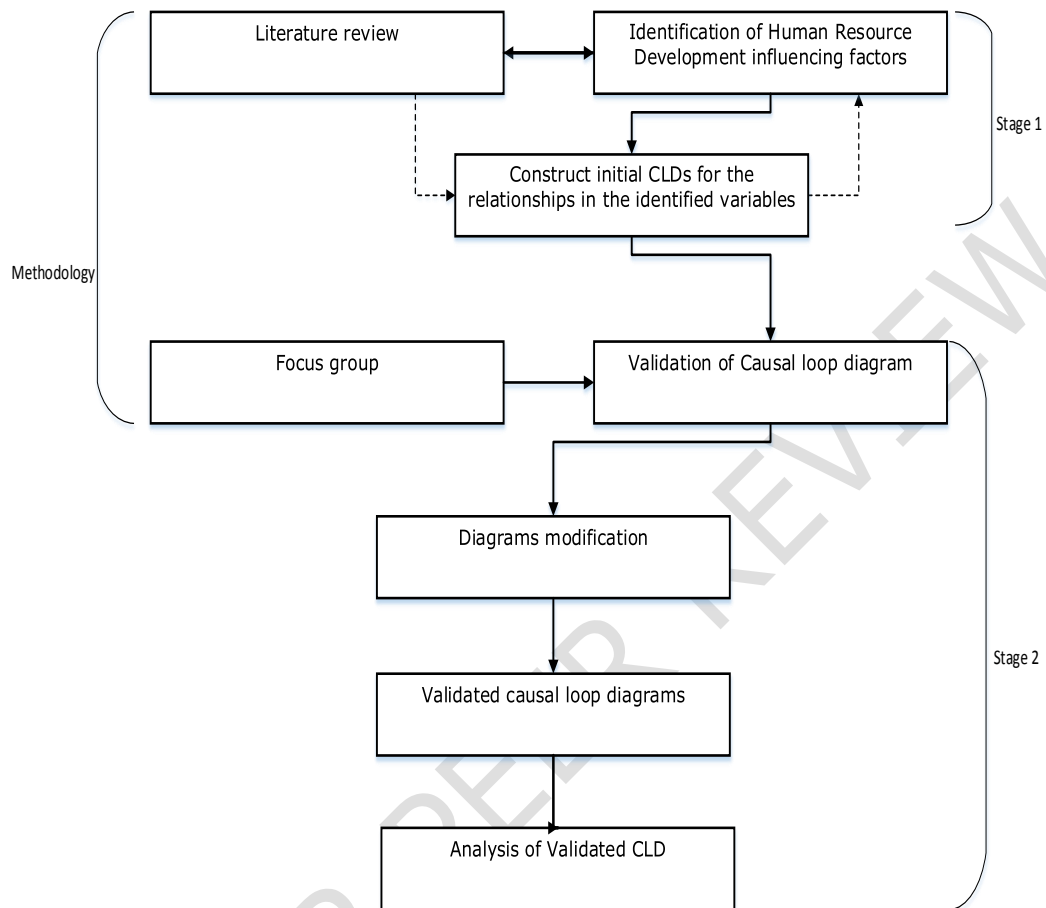 Literature review
Identification of Human Resource
Development influencing factors
Stage 1
Construct initial CLDs for the
relationships in the identified variables
Methodology
Focus group
Validation of Causal loop diagram
Diagrams modification
Stage 2
Validated causal loop diagrams
Analysis of Validated CLD
R PEER REVIEW